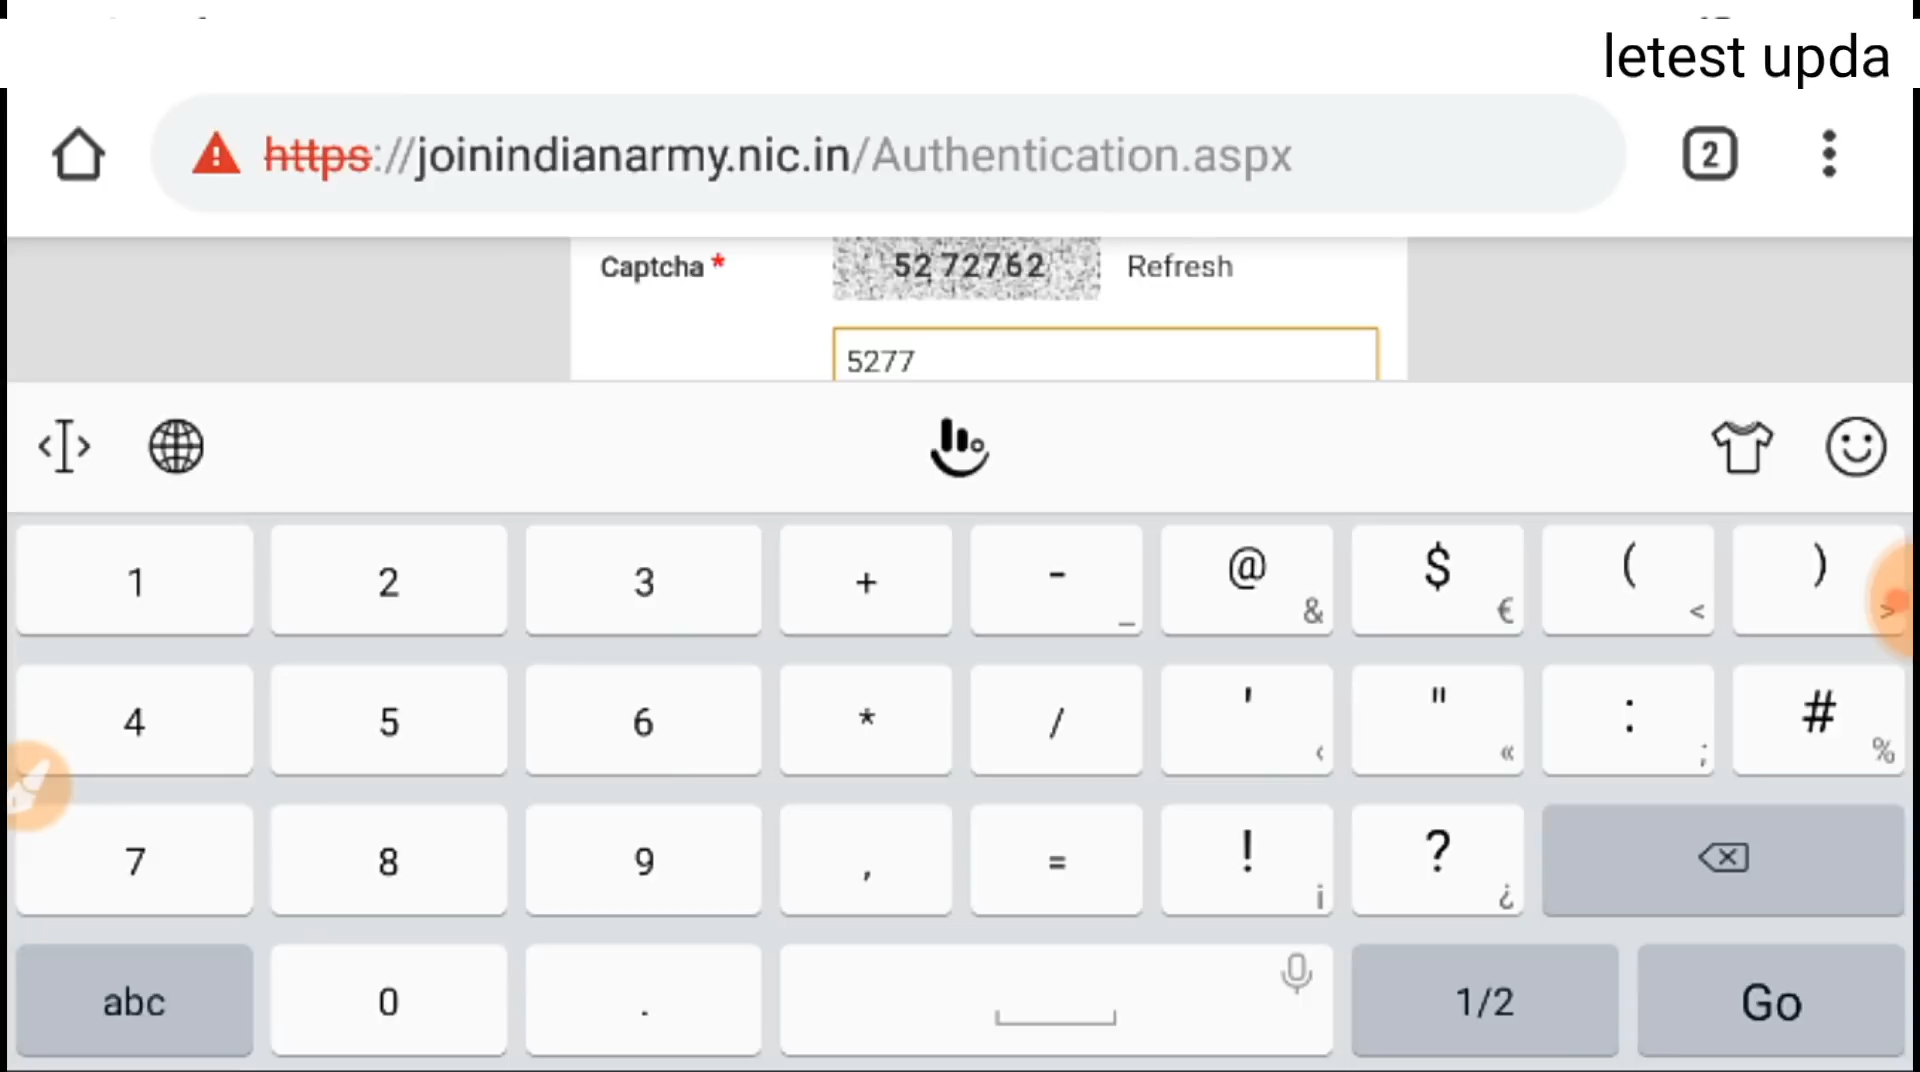 letest upda
https://joinindianarmy.nic.in/Authentication.aspx
2
Captcha * 52 72762 Refresh
5277
1 2 3 + - _ @ & $ € ( < ) >
4 5 6 * / ' ‹ " « : ; # %
7 8 9 , = ! ¡ ? ¿
abc 0 . 1/2 Go